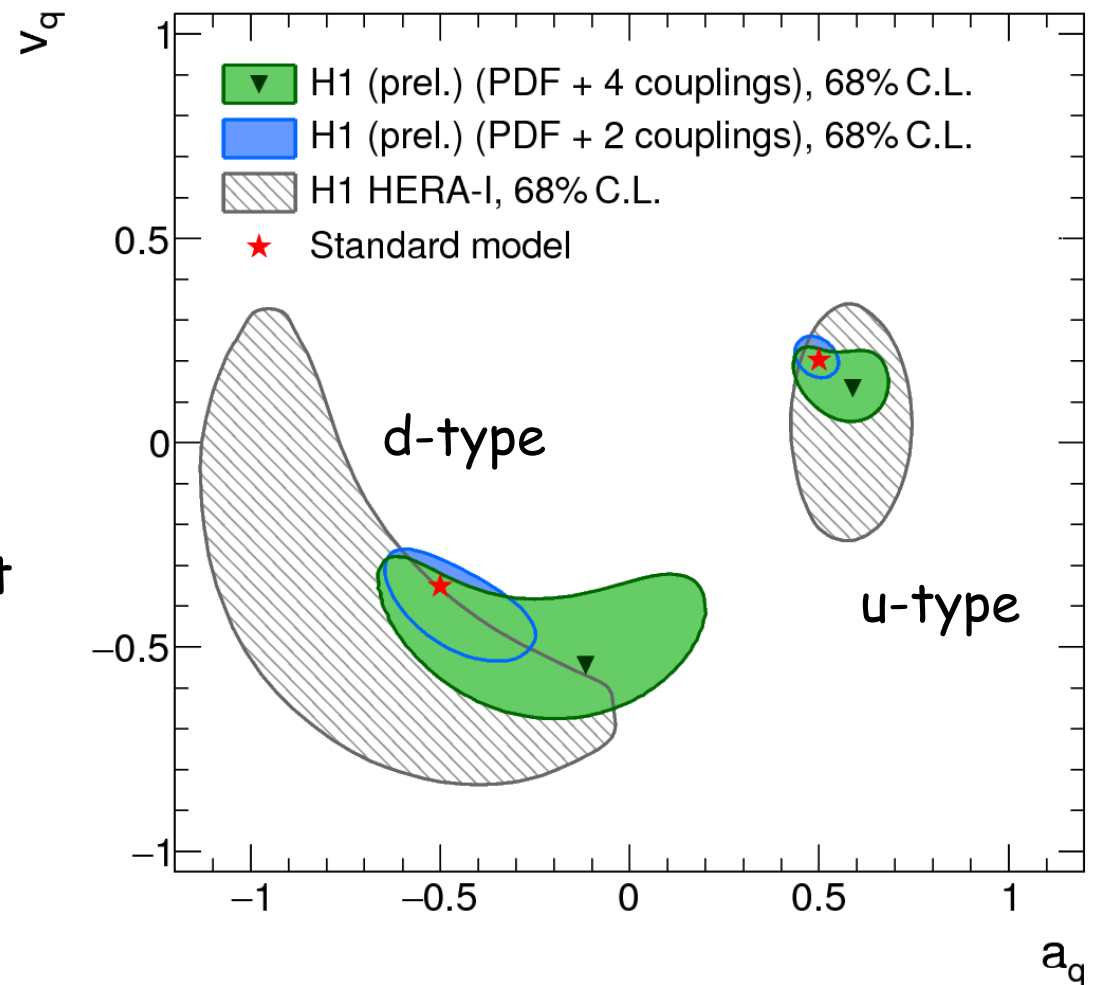 v_q
1
H1 (prel.) (PDF + 4 couplings), 68% C.L.
H1 (prel.) (PDF + 2 couplings), 68% C.L.
H1 HERA-I, 68% C.L.
0.5
Standard model
d-type
0
t
u-type
−0.5
−1
−1 −0.5 0 0.5 1
a_q